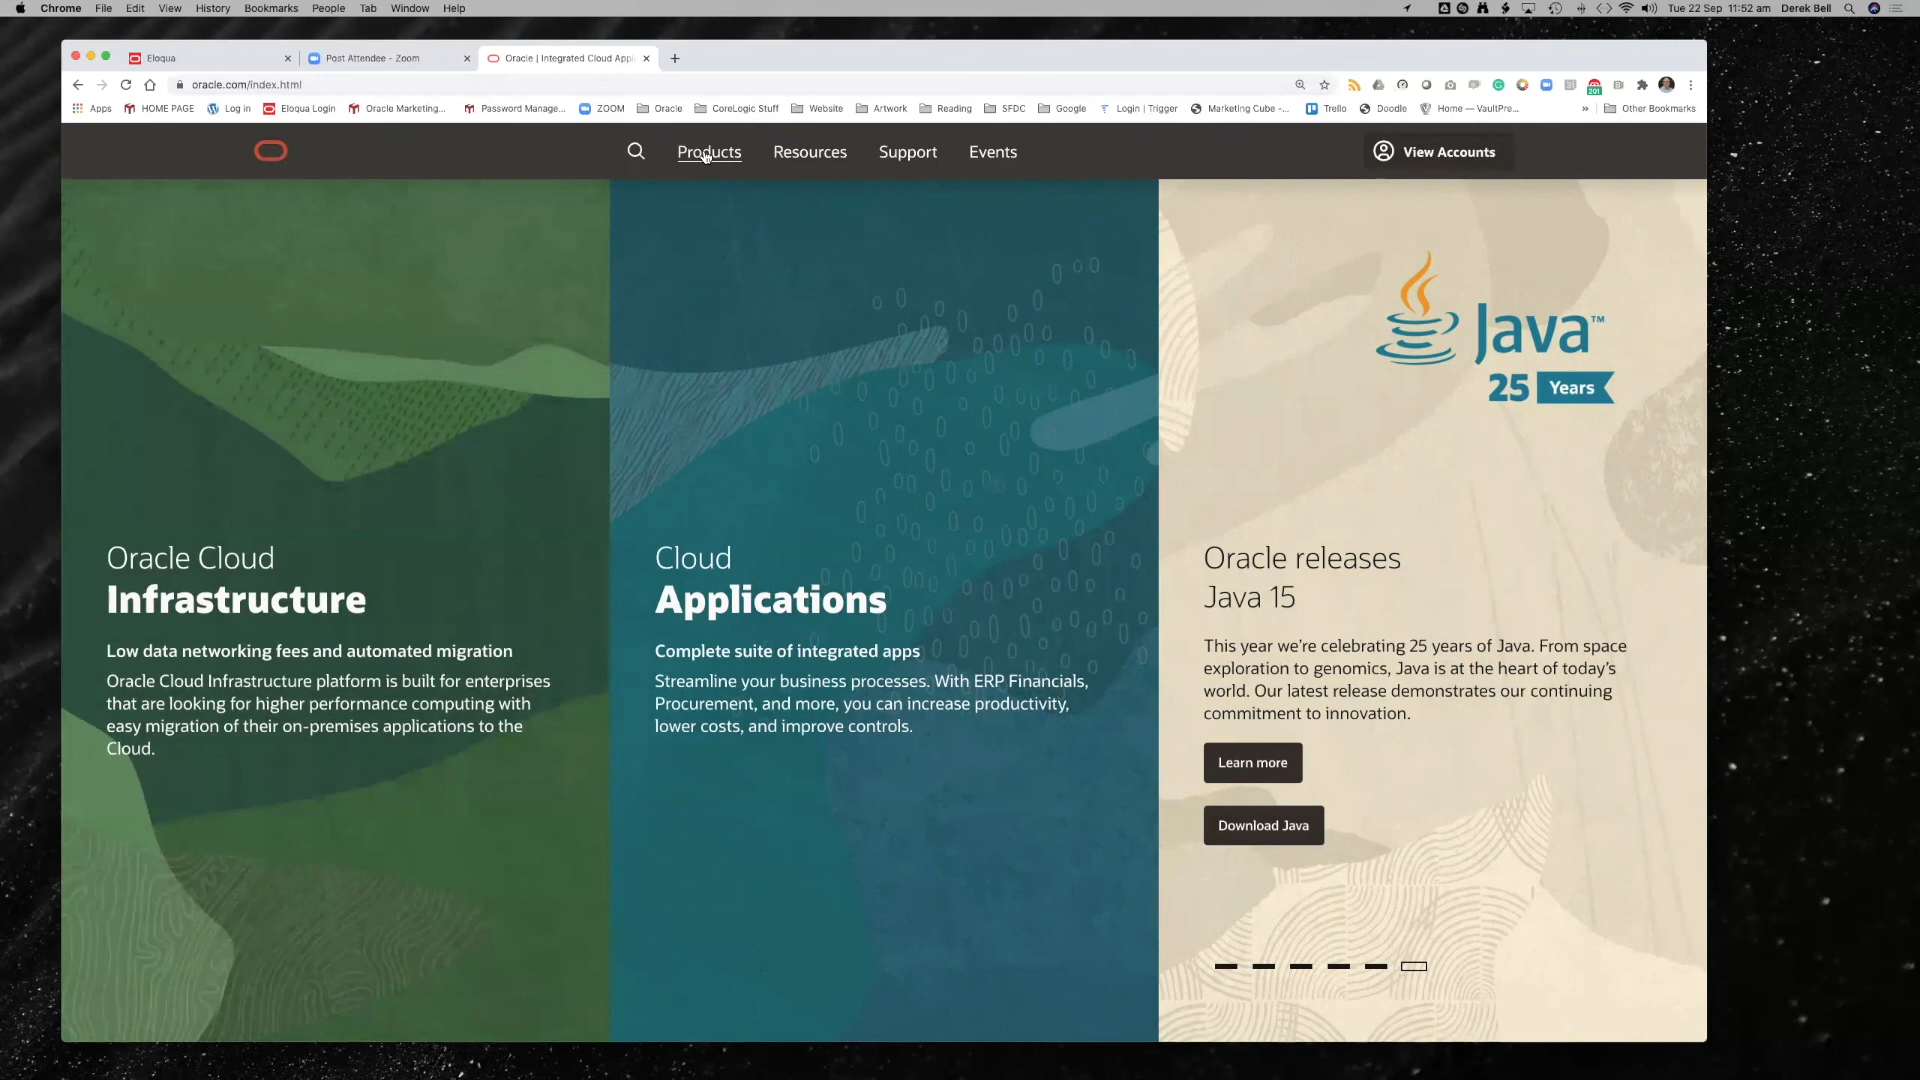 Chrome File Edit View History Bookmarks People Tab Window Help
Tue 22 Sep 11:52 am Derek Bell
Eloqua
Post Attendee - Zoom
Oracle | Integrated Cloud Appl
oracle.com/index.html
201
Apps HOME PAGE Log in Eloqua Login Oracle Marketing... Password Manage... ZOOM Oracle CoreLogic Stuff Website Artwork Reading SFDC Google Login | Trigger Marketing Cube -... Trello Doodle Home — VaultPre... » Other Bookmarks
Products Resources Support Events View Accounts
Java™
25 Years
Oracle Cloud
Infrastructure
Low data networking fees and automated migration
Oracle Cloud Infrastructure platform is built for enterprises
that are looking for higher performance computing with
easy migration of their on-premises applications to the
Cloud.
Cloud
Applications
Complete suite of integrated apps
Streamline your business processes. With ERP Financials,
Procurement, and more, you can increase productivity,
lower costs, and improve controls.
Oracle releases
Java 15
This year we're celebrating 25 years of Java. From space
exploration to genomics, Java is at the heart of today's
world. Our latest release demonstrates our continuing
commitment to innovation.
Learn more
Download Java